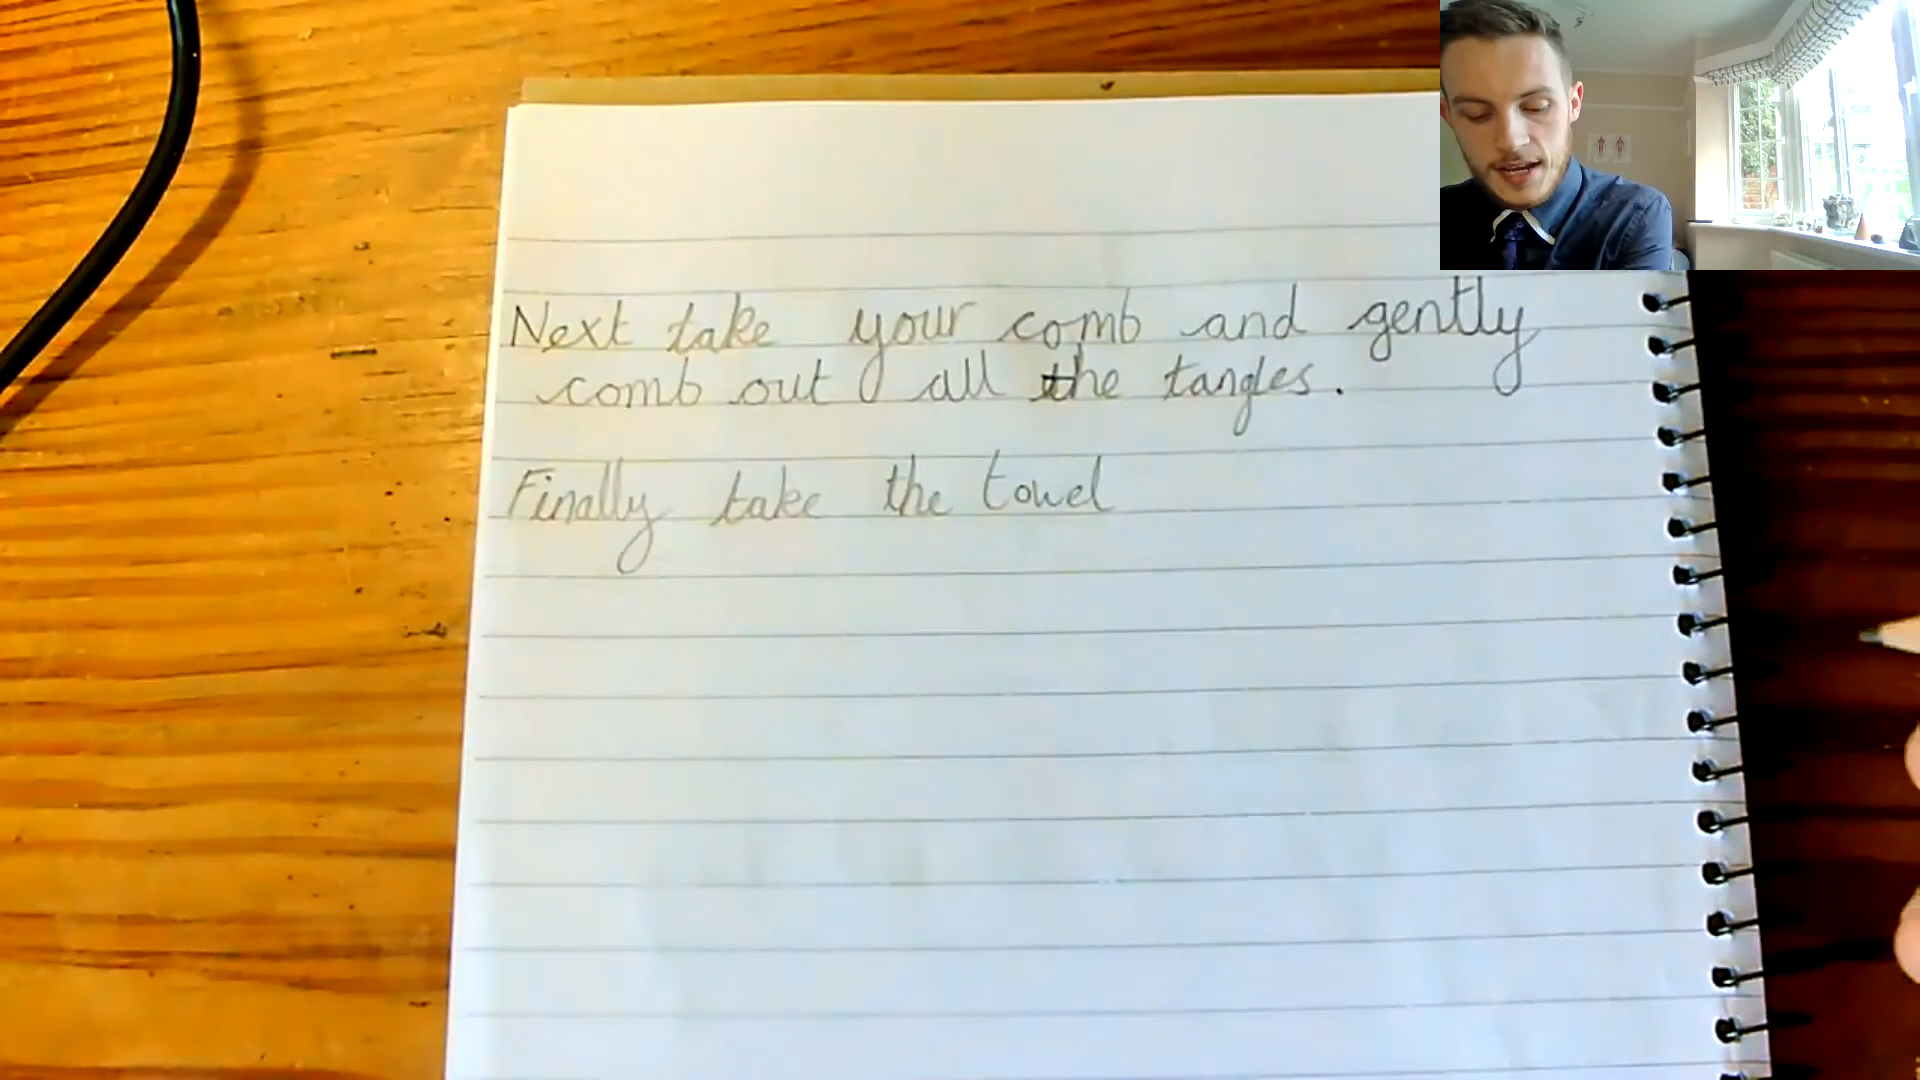 Next take your comb and gently
comb out all the tangles.
Finally take the towel